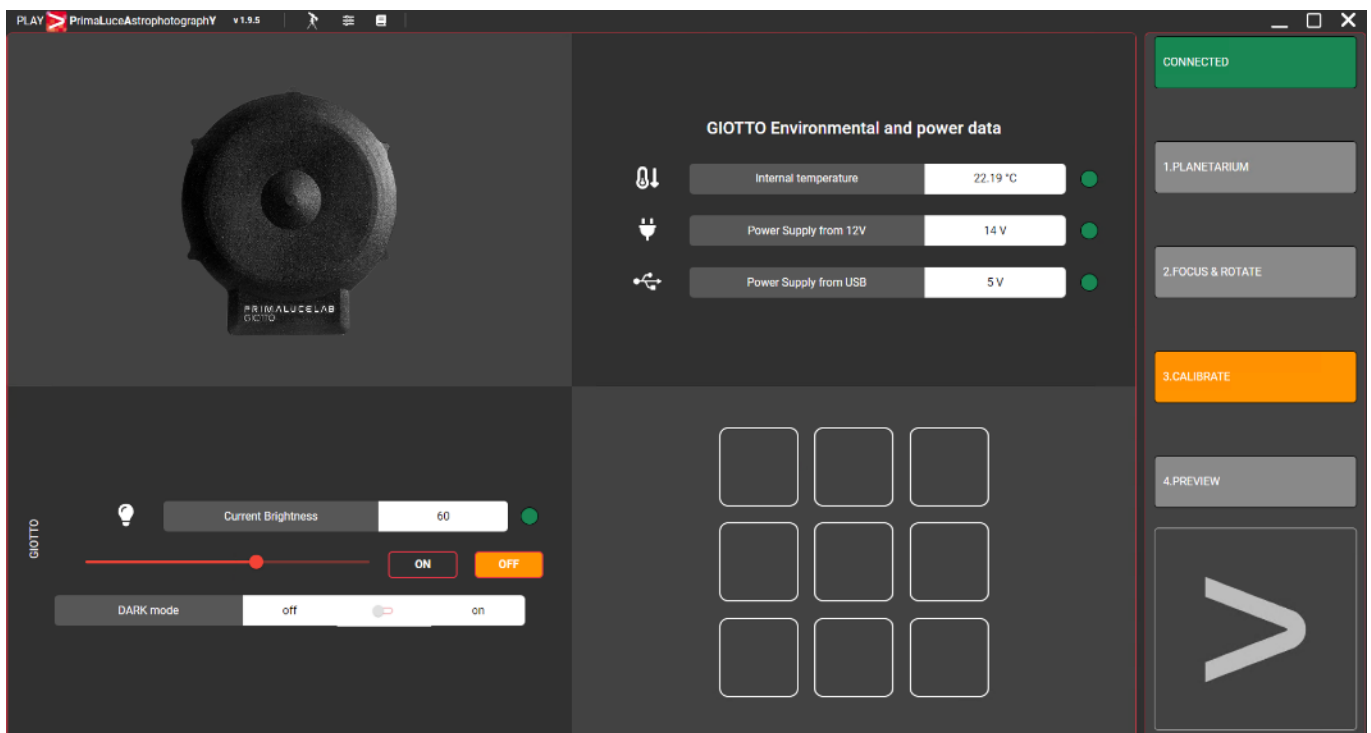 PLAY PrimaLuceAstrophotographY v 1.9.5
PRIMALUCELAB
GIOTTO
GIOTTO Environmental and power data
Internal temperature 22.19 °C
Power Supply from 12V 14 V
Power Supply from USB 5 V
GIOTTO
Current Brightness 60
ON OFF
DARK mode off on
CONNECTED
1.PLANETARIUM
2.FOCUS & ROTATE
3.CALIBRATE
4.PREVIEW